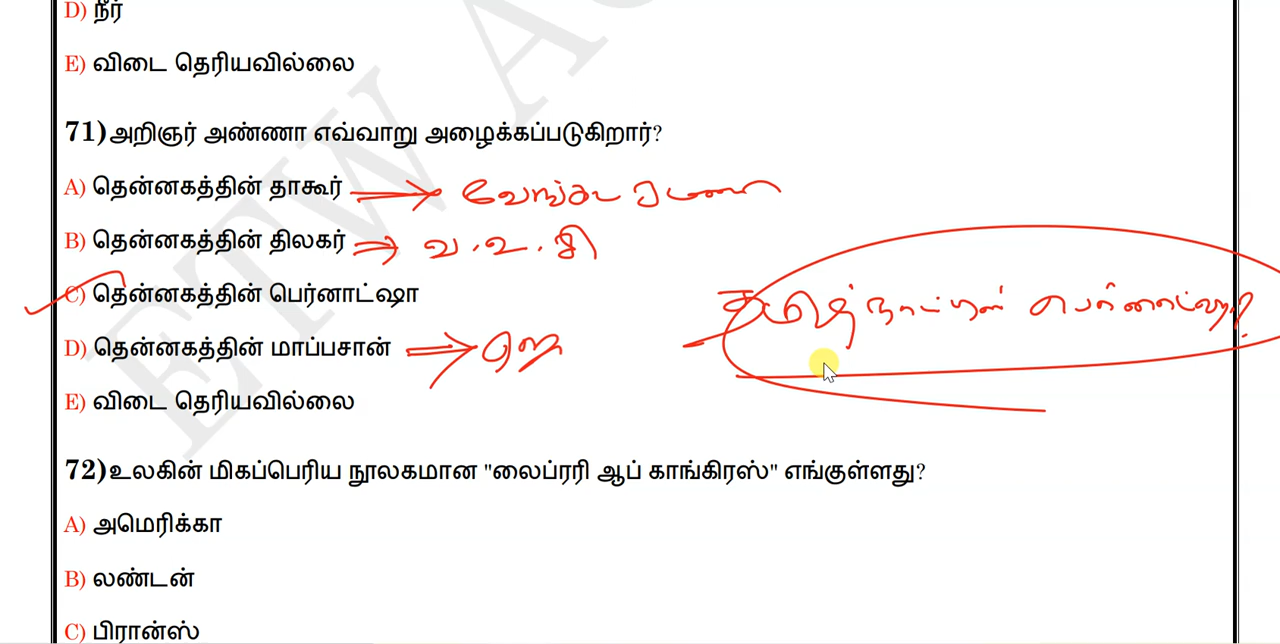 D) நீர்
E) விடை தெரியவில்லை
71)அறிஞர் அண்ணா எவ்வாறு அழைக்கப்படுகிறார்?
A) தென்னகத்தின் தாகூர் வேங்கட ரமணி
B) தென்னகத்தின் திலகர் வ.உ.சி
C) தென்னகத்தின் பெர்னாட்ஷா
தமிழ்நாட்டின் பெர்னாட்ஷா
D) தென்னகத்தின் மாப்பசான்
E) விடை தெரியவில்லை
72)உலகின் மிகப்பெரிய நூலகமான "லைப்ரரி ஆப் காங்கிரஸ்" எங்குள்ளது?
A) அமெரிக்கா
B) லண்டன்
C) பிரான்ஸ்